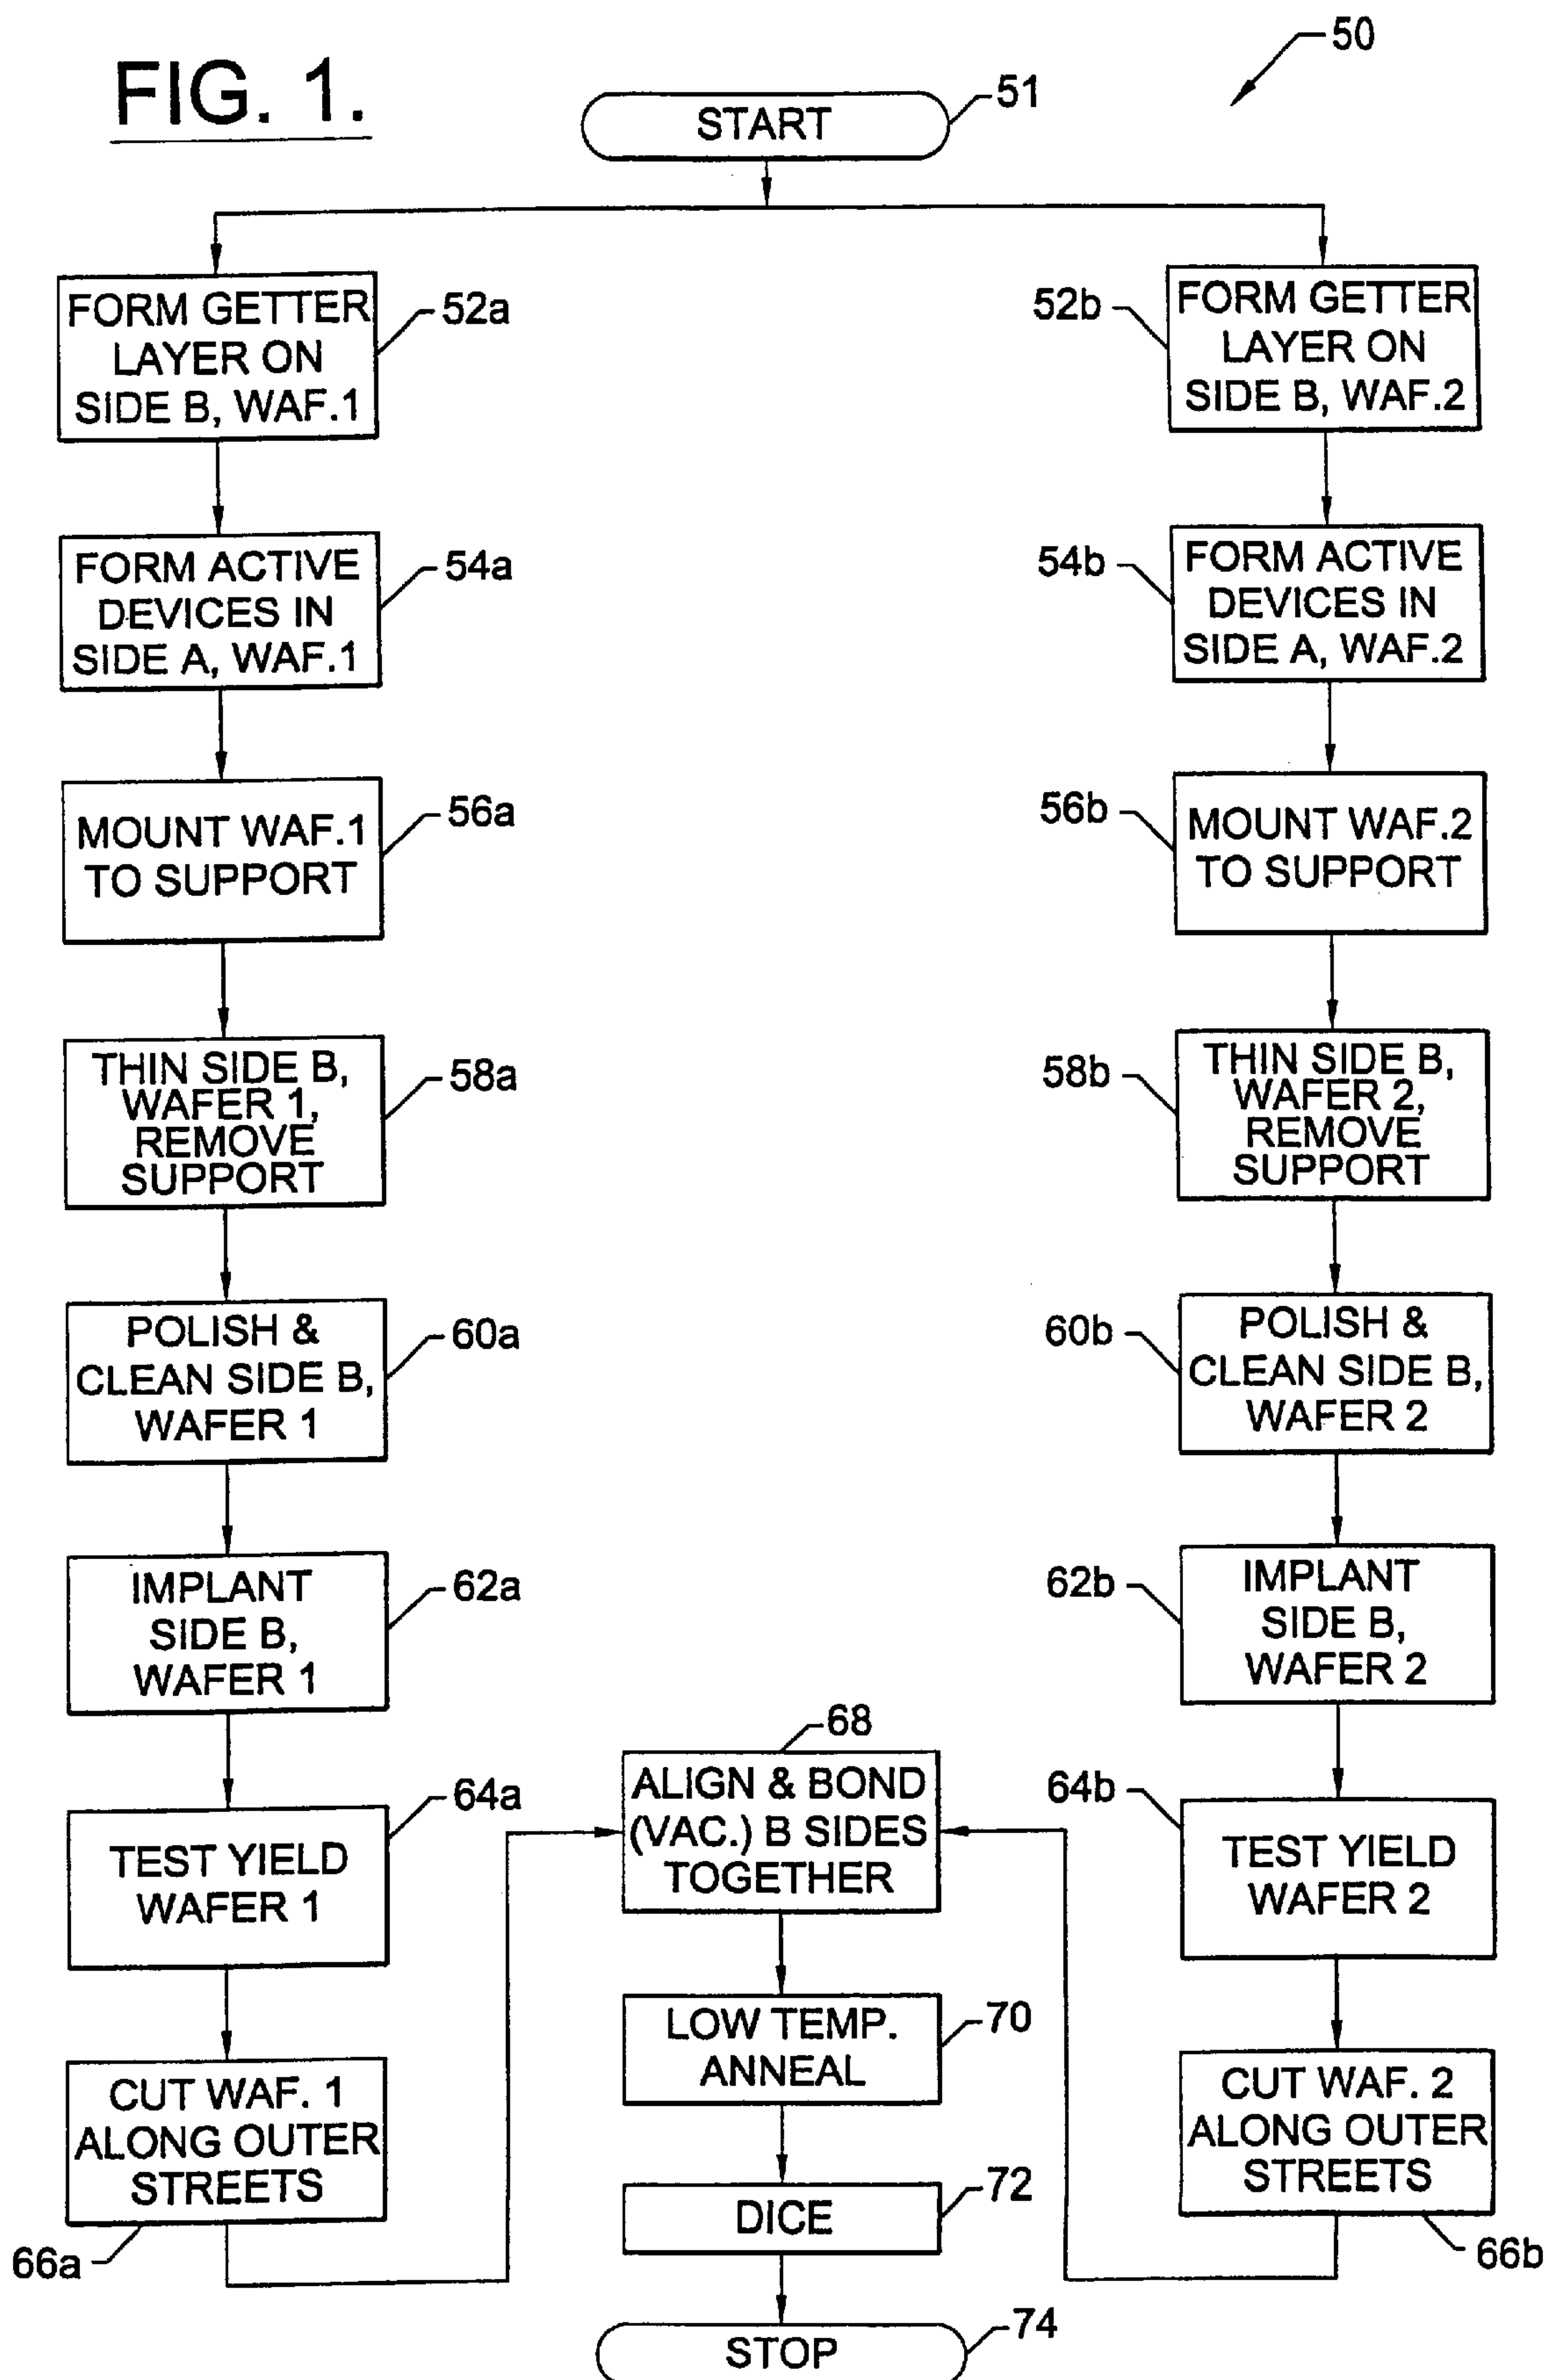 FIG. 1.
50
START
51
FORM GETTER
LAYER ON
SIDE B, WAF.1
52a
52b
FORM GETTER
LAYER ON
SIDE B, WAF.2
FORM ACTIVE
DEVICES IN
SIDE A, WAF.1
54a
54b
FORM ACTIVE
DEVICES IN
SIDE A, WAF.2
MOUNT WAF.1
TO SUPPORT
56a
56b
MOUNT WAF.2
TO SUPPORT
THIN SIDE B,
WAFER 1,
REMOVE
SUPPORT
58a
58b
THIN SIDE B,
WAFER 2,
REMOVE
SUPPORT
POLISH &
CLEAN SIDE B,
WAFER 1
60a
60b
POLISH &
CLEAN SIDE B,
WAFER 2
IMPLANT
SIDE B,
WAFER 1
62a
62b
IMPLANT
SIDE B,
WAFER 2
TEST YIELD
WAFER 1
64a
64b
TEST YIELD
WAFER 2
CUT WAF. 1
ALONG OUTER
STREETS
66a
CUT WAF. 2
ALONG OUTER
STREETS
66b
68
ALIGN & BOND
(VAC.) B SIDES
TOGETHER
LOW TEMP.
ANNEAL
70
DICE
72
STOP
74